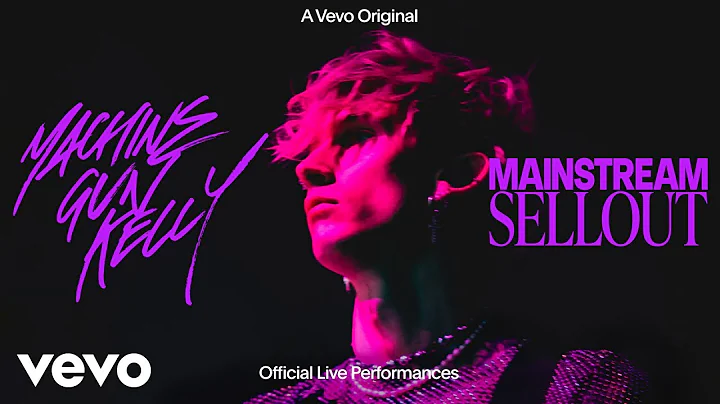 A Vevo Original
MACHINE
GUN
KELLY
MAINSTREAM
SELLOUT
vevo
Official Live Performances